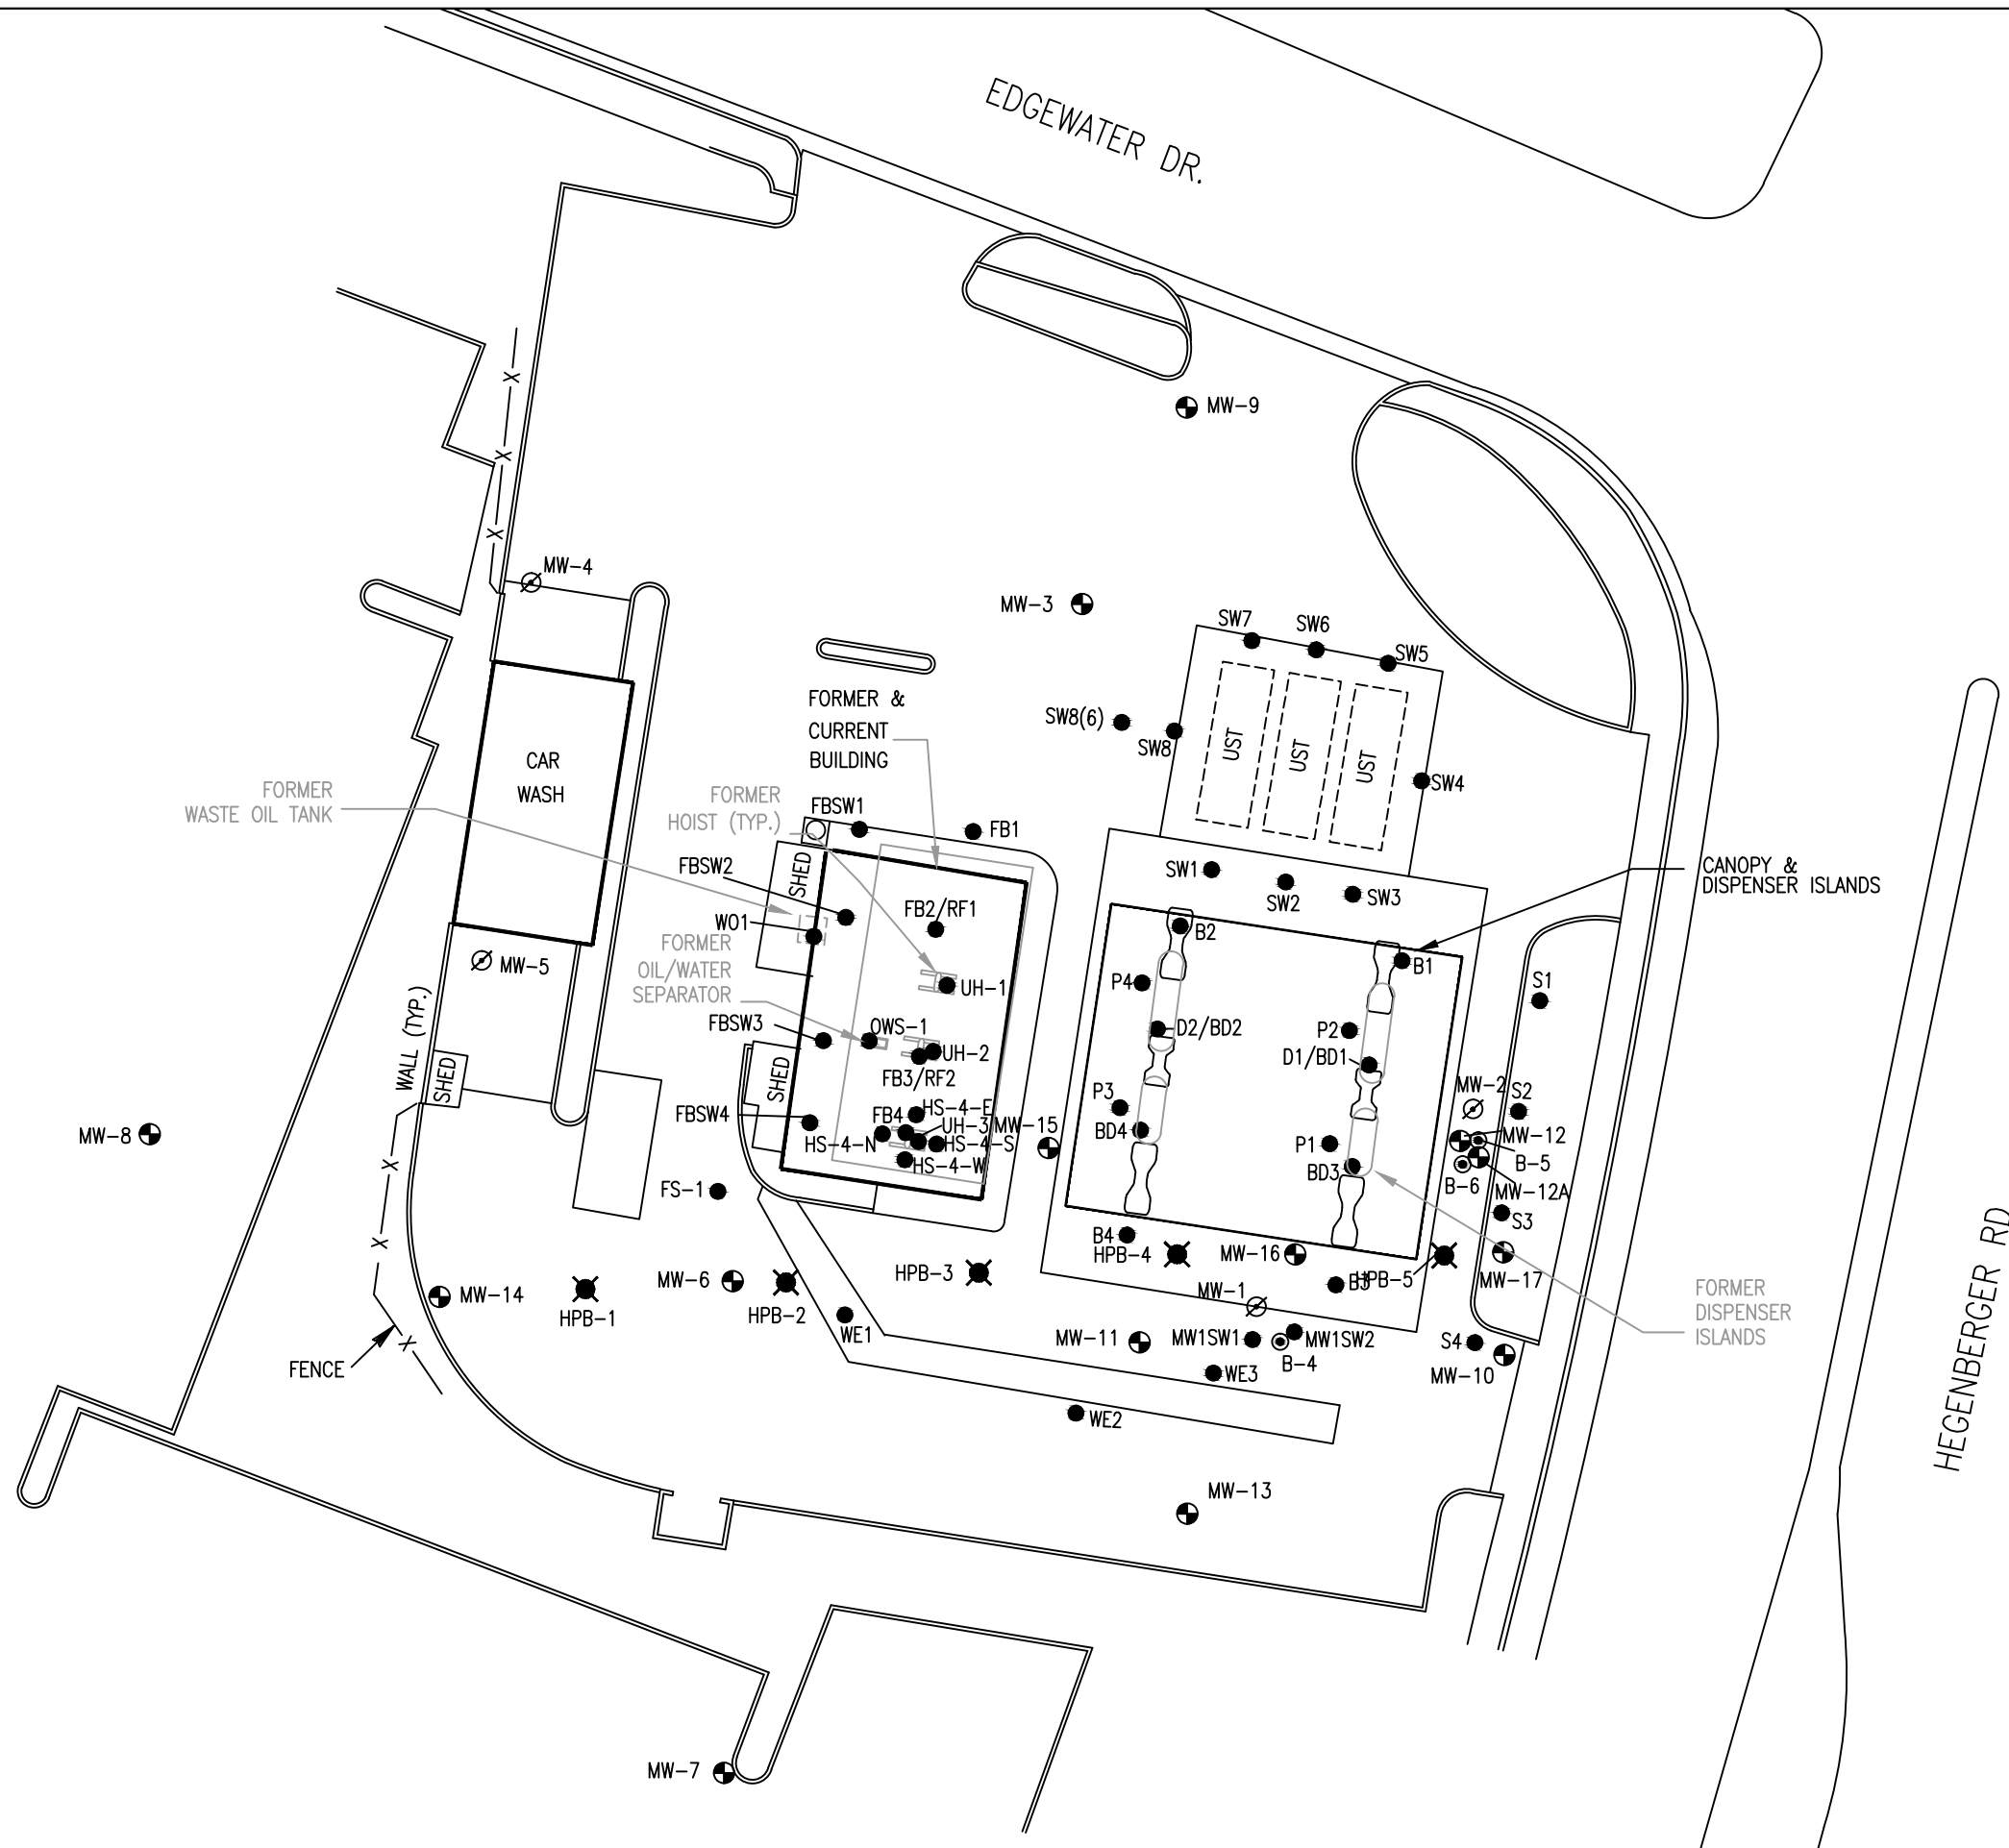 EDGEWATER DR.
MW-9
MW-4
MW-3
SW7
SW6
SW5
FORMER &
CURRENT
BUILDING
SW8(6)
SW8
UST
UST
UST
SW4
CAR
WASH
FORMER
WASTE OIL TANK
FORMER
HOIST (TYP.)
FBSW1
FB1
SHED
FBSW2
SW1
SW2
SW3
CANOPY &
DISPENSER ISLANDS
WO1
FB2/RF1
B2
B1
FORMER
OIL/WATER
SEPARATOR
MW-5
UH-1
P4
S1
WALL (TYP.)
FBSW3
OWS-1
D2/BD2
P2
UH-2
D1/BD1
SHED
SHED
FB3/RF2
MW-2
S2
P3
FBSW4
FB4
HS-4-E
UH-3
MW-15
BD4
MW-8
HS-4-N
HS-4-S
P1
MW-12
B-5
HS-4-W
BD3
B-6
MW-12A
FS-1
S3
B4
HPB-4
MW-16
MW-6
HPB-3
B3
HPB-5
MW-17
MW-14
HPB-1
HPB-2
MW-1
FORMER
DISPENSER
ISLANDS
WE1
MW-11
MW1SW1
MW1SW2
S4
B-4
FENCE
WE3
MW-10
WE2
HEGENBERGER RD
MW-13
MW-7
X
X
X
X
X
X